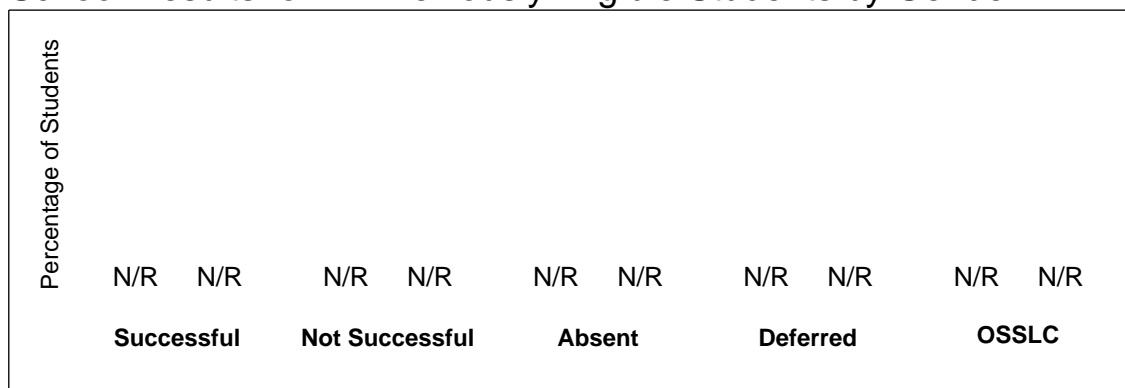 Percentage of Students
N/R N/R N/R N/R N/R N/R N/R N/R N/R N/R
Successful Not Successful Absent Deferred OSSLC